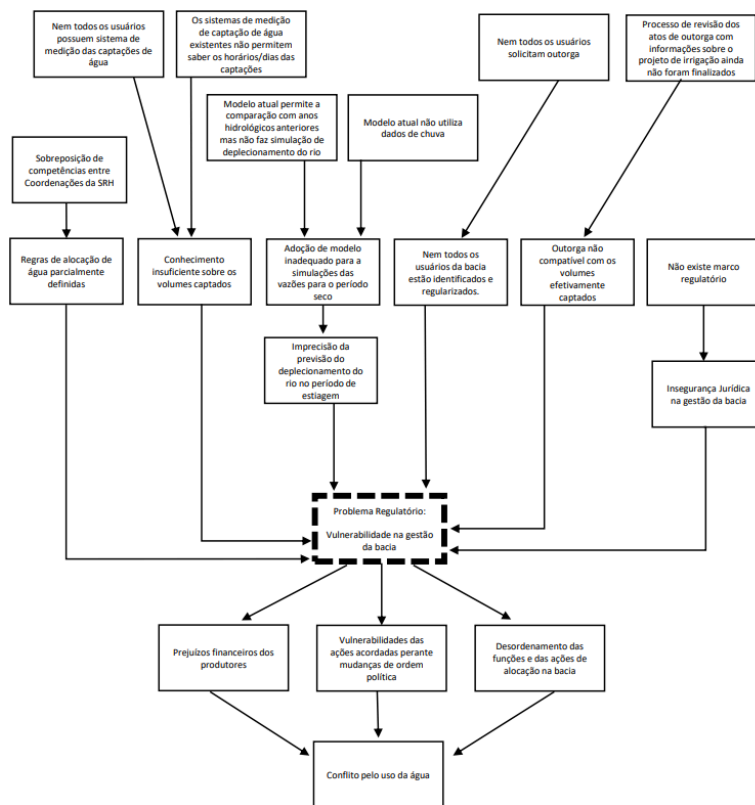 Nem todos os usuários
possuem sistema de
medição das captações de
água
Os sistemas de medição
de captação de água
existentes não permitem
saber os horários/dias das
captações
Nem todos os usuários
solicitam outorga
Processo de revisão dos
atos de outorga com
informações sobre o
projeto de irrigação ainda
não foram finalizados
Modelo atual permite a
comparação com anos
hidrológicos anteriores
mas não faz simulação de
deplecionamento do rio
Modelo atual não utiliza
dados de chuva
Sobreposição de
competências entre
Coordenações da SRH
Regras de alocação de
água parcialmente
definidas
Conhecimento
insuficiente sobre os
volumes captados
Adoção de modelo
inadequado para a
simulações das
vazões para o período
seco
Nem todos os
usuários da bacia
estão identificados e
regularizados.
Outorga não
compatível com os
volumes
efetivamente
captados
Não existe marco
regulatório
Imprecisão da
previsão do
deplecionamento do
rio no período de
estiagem
Insegurança Jurídica
na gestão da bacia
Problema Regulatório:
Vulnerabilidade na gestão
da bacia
Prejuízos financeiros dos
produtores
Vulnerabilidades das
ações acordadas perante
mudanças de ordem
política
Desordenamento das
funções e das ações de
alocação na bacia
Conflito pelo uso da água